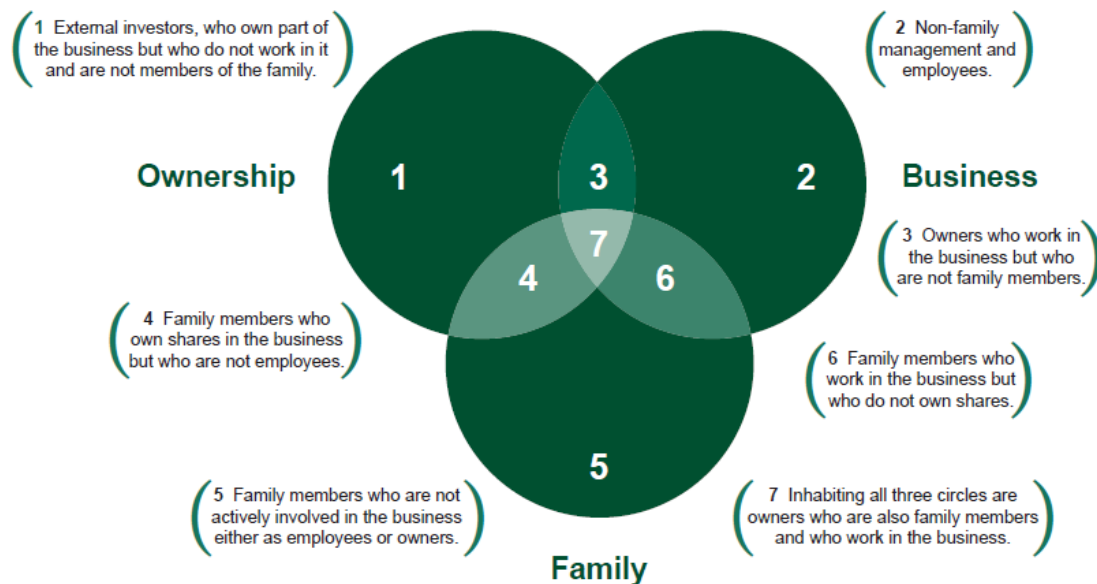 1 External investors, who own part
of the business but who do not work in it
and are not members of the family.
2 Non-family
management and
employees.
Ownership
1
3
2
Business
3 Owners who work in
the business but who
are not family members.
7
4
6
4 Family members who
own shares in the business
but who are not employees.
6 Family members who
work in the business but
who do not own shares.
5
5 Family members who are not
actively involved in the business
either as employees or owners.
7 Inhabiting all three circles are
owners who are also family members
and who work in the business.
Family